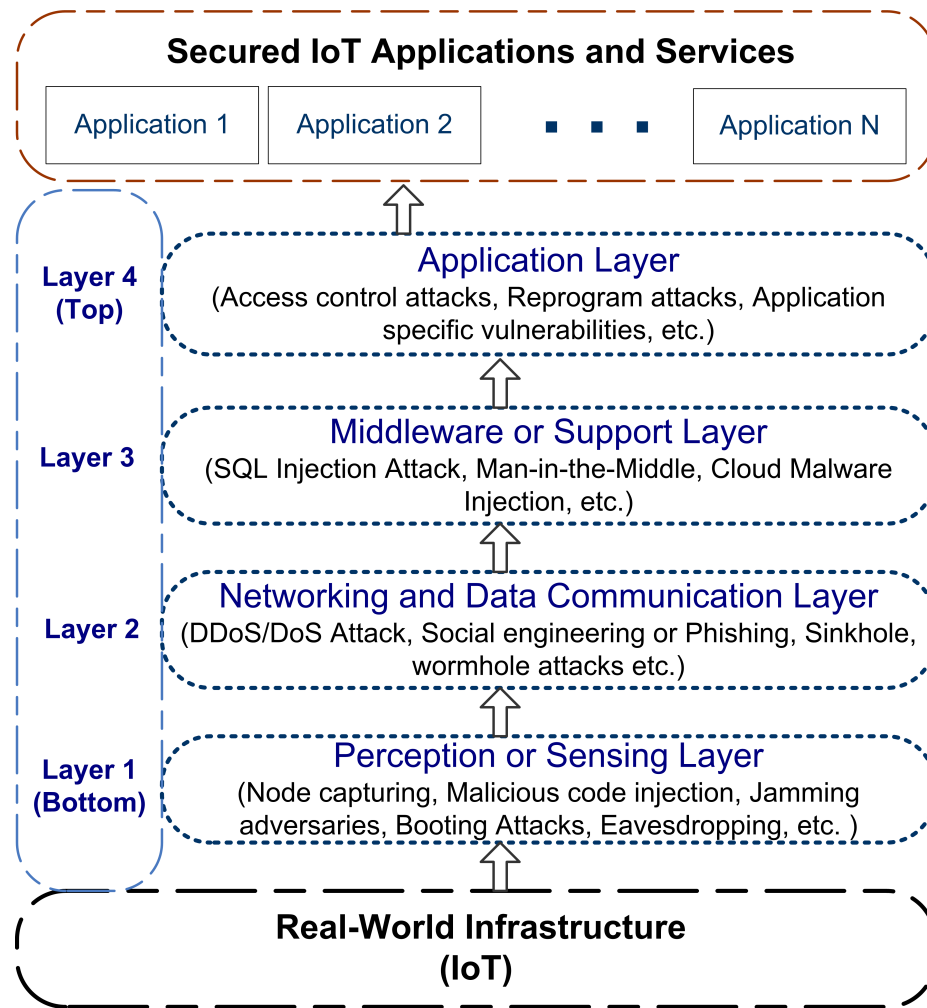 Secured IoT Applications and Services
Application 1
Application 2
Application N
Layer 4
(Top)
Application Layer
(Access control attacks, Reprogram attacks, Application
specific vulnerabilities, etc.)
Layer 3
Middleware or Support Layer
(SQL Injection Attack, Man-in-the-Middle, Cloud Malware
Injection, etc.)
Layer 2
Networking and Data Communication Layer
(DDoS/DoS Attack, Social engineering or Phishing, Sinkhole,
wormhole attacks etc.)
Layer 1
(Bottom)
Perception or Sensing Layer
(Node capturing, Malicious code injection, Jamming
adversaries, Booting Attacks, Eavesdropping, etc. )
Real-World Infrastructure
(IoT)